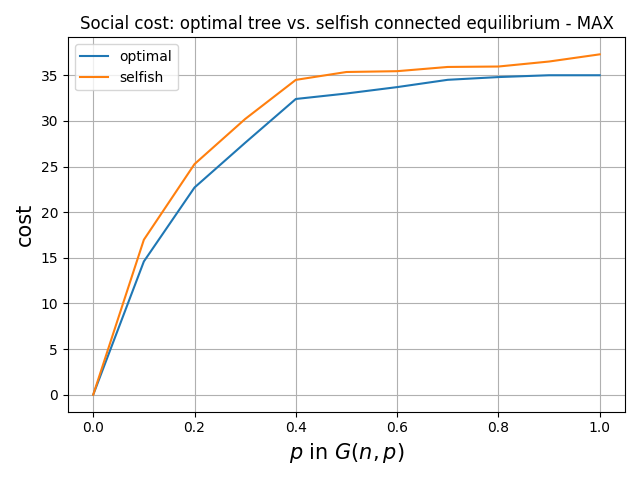 Social cost: optimal tree vs. selfish connected equilibrium - MAX
optimal
selfish
35
30
25
20
15
10
5
0
cost
0.0 0.2 0.4 0.6 0.8 1.0
p in G(n, p)